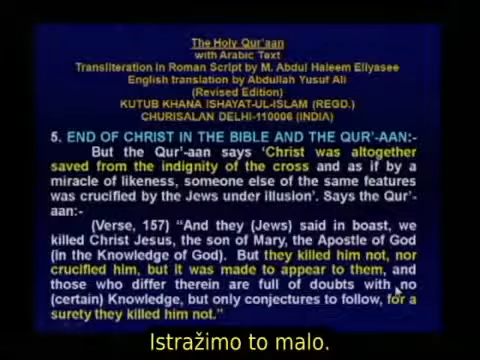 The Holy Qur'aan
with Arabic Text
Transliteration in Roman Script by M. Abdul Haleem Eliyasee
English translation by Abdullah Yusuf Ali
(Revised Edition)
KUTUB KHANA ISHAYAT-UL-ISLAM (REGD.)
CHURISALAN DELHI-110006 (INDIA)
5. END OF CHRIST IN THE BIBLE AND THE QUR'-AAN:-
But the Qur'-aan says 'Christ was altogether
saved from the indignity of the cross and as if by a
miracle of likeness, someone else of the same features
was crucified by the Jews under illusion'. Says the Qur'-
aan:-
(Verse, 157) "And they (Jews) said in boast, we
killed Christ Jesus, the son of Mary, the Apostle of God
(in the Knowledge of God). But they killed him not, nor
crucified him, but it was made to appear to them, and
those who differ therein are full of doubts with no
(certain) Knowledge, but only conjectures to follow, for a
surety they killed him not."
Istražimo to malo.